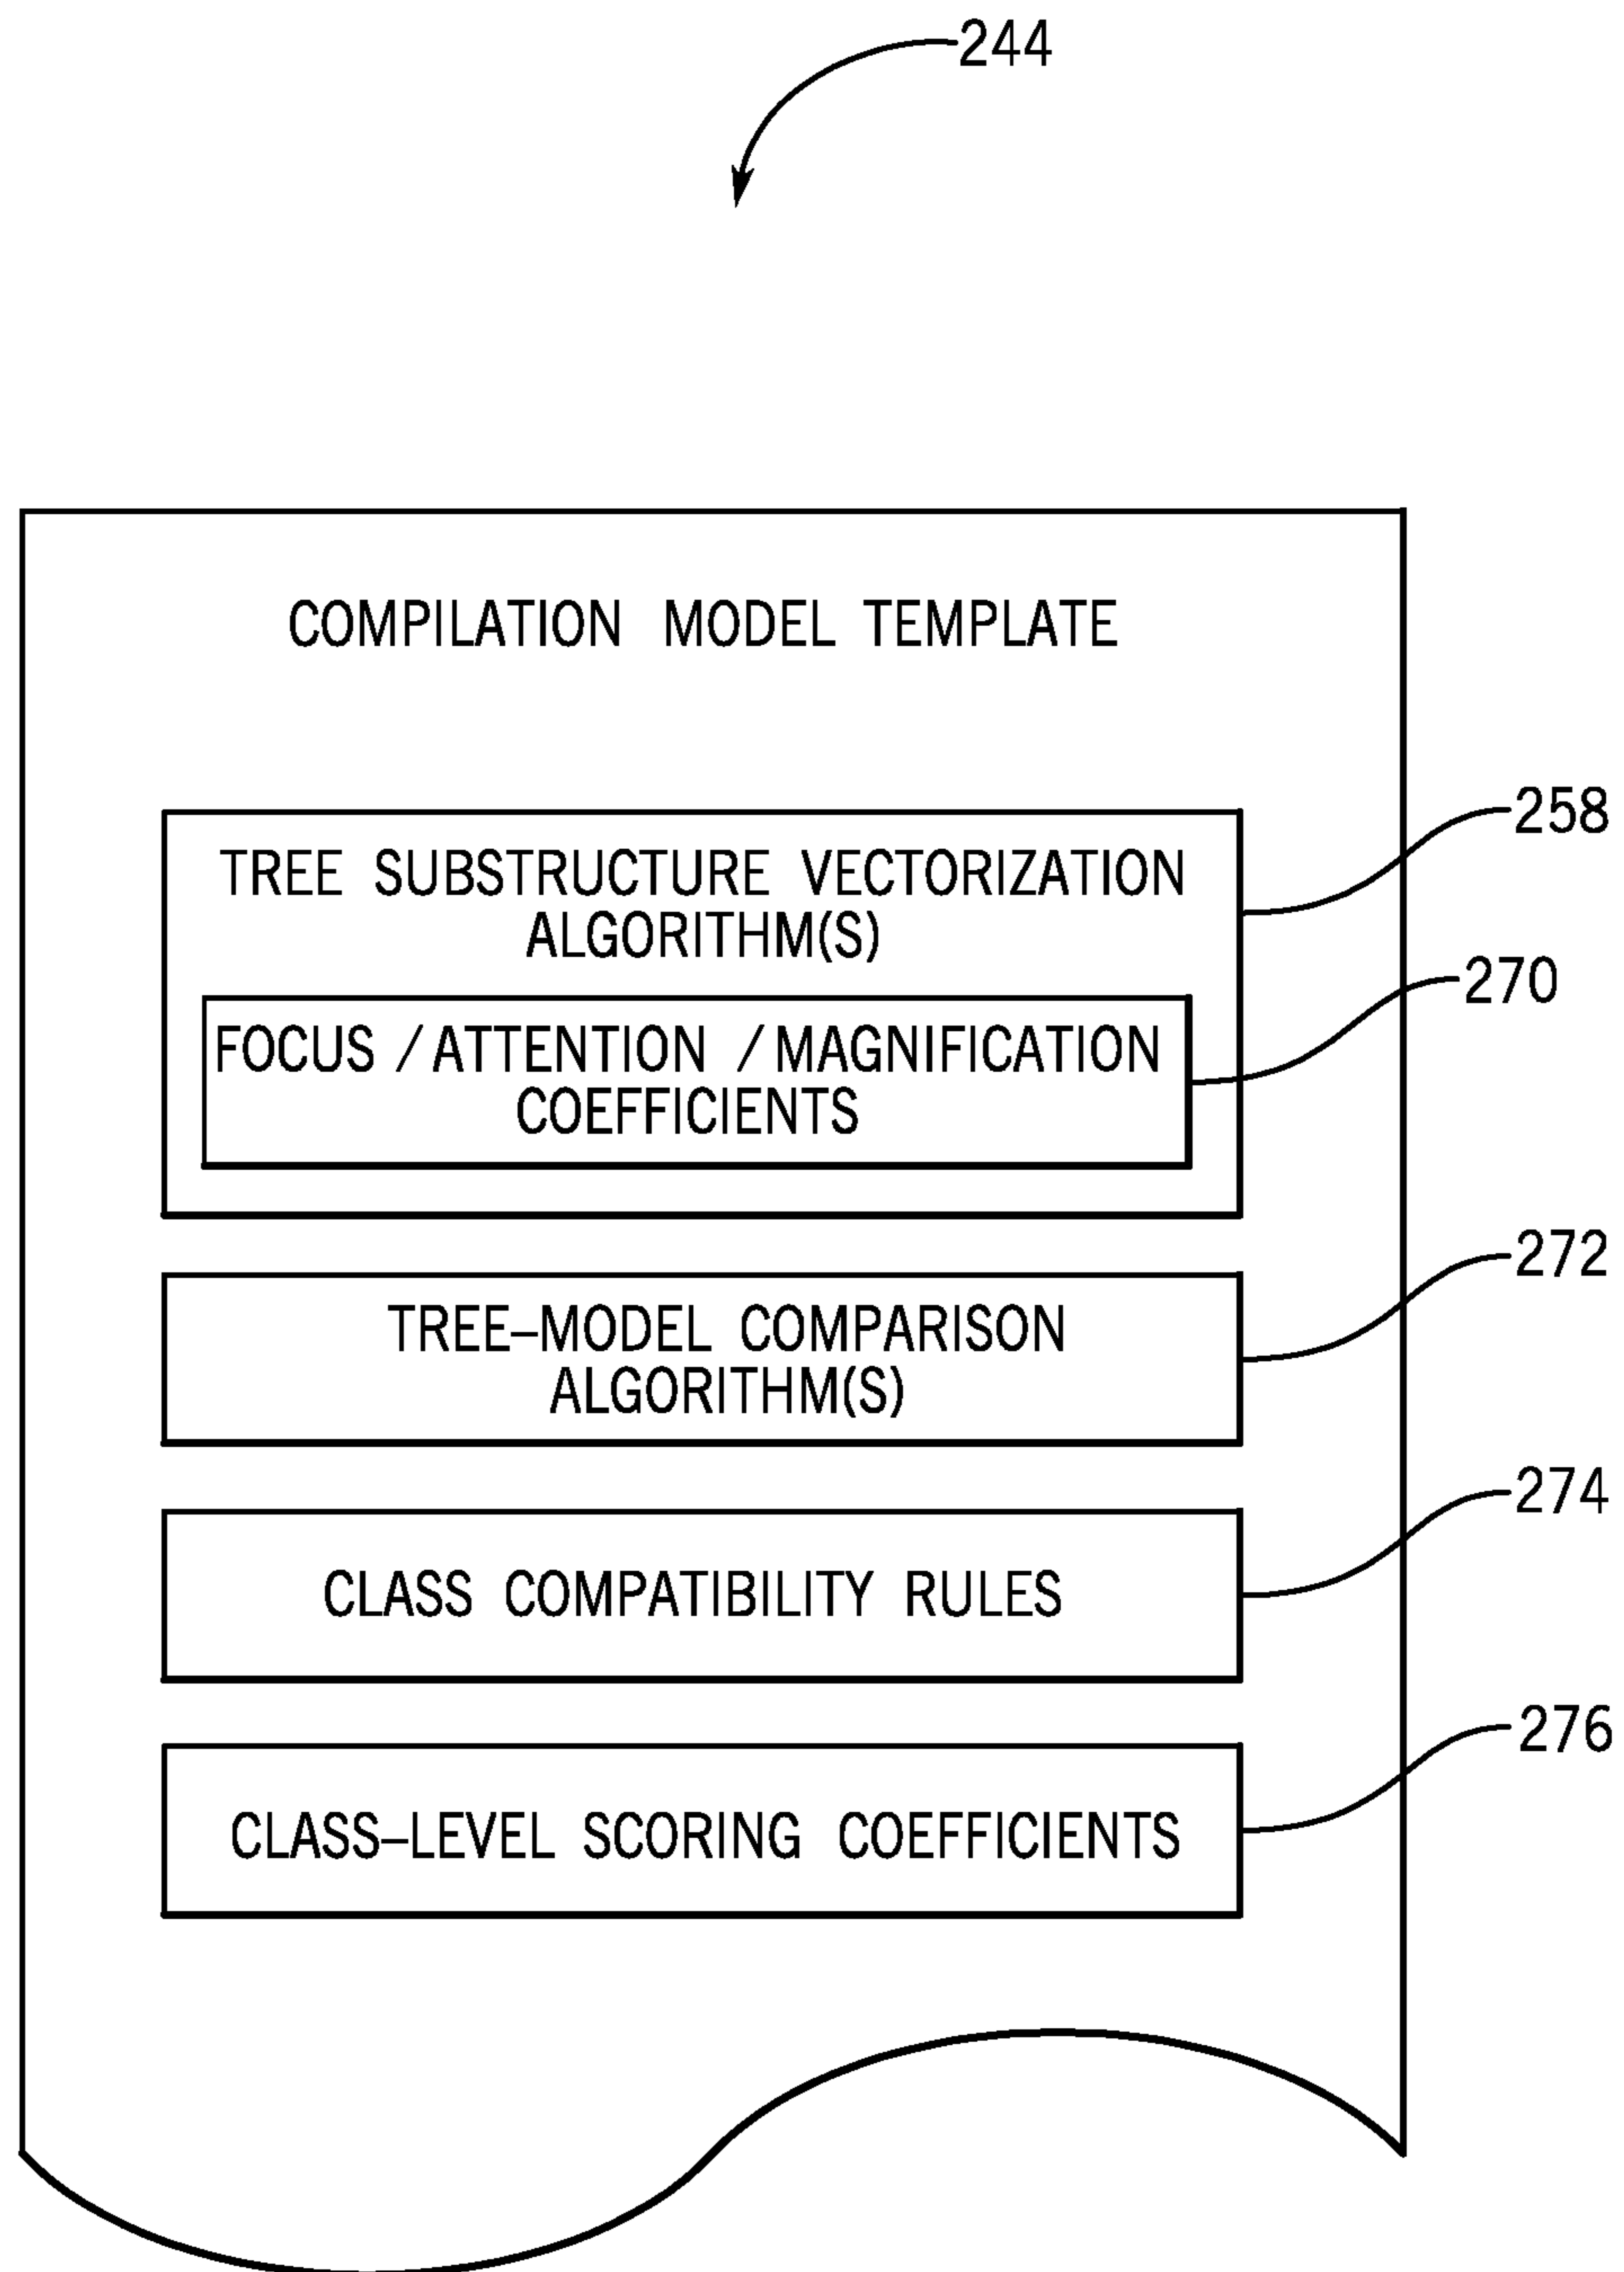 244
COMPILATION MODEL TEMPLATE
258
TREE SUBSTRUCTURE VECTORIZATION
ALGORITHM(S)
270
FOCUS / ATTENTION / MAGNIFICATION
COEFFICIENTS
272
TREE–MODEL COMPARISON
ALGORITHM(S)
274
CLASS COMPATIBILITY RULES
276
CLASS–LEVEL SCORING COEFFICIENTS